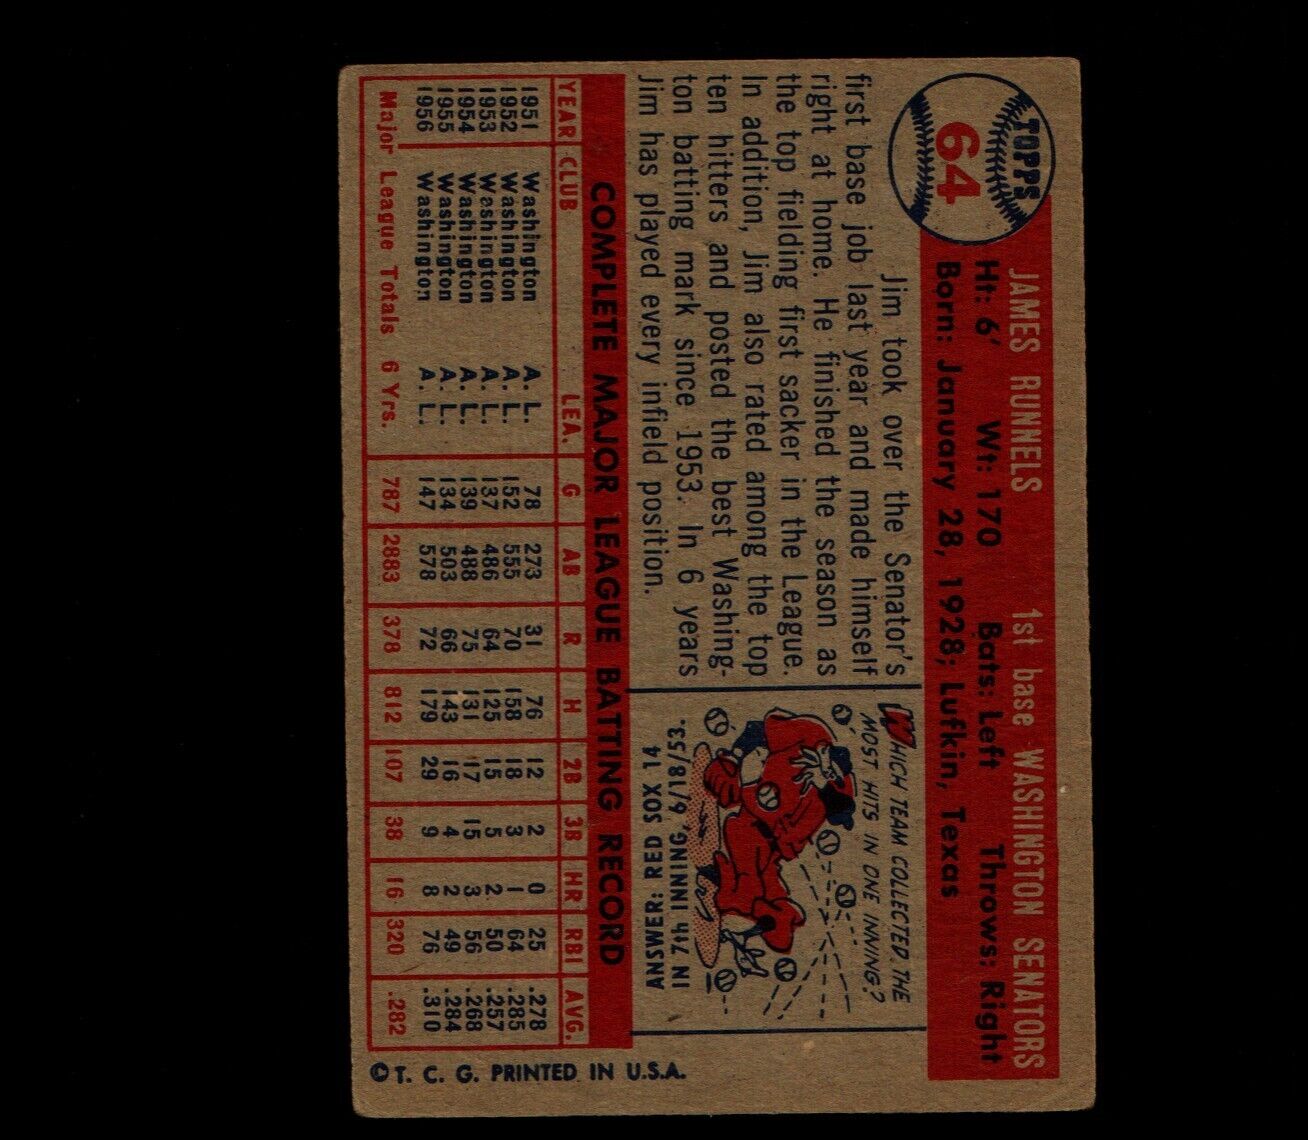 TOPPS
64
JAMES RUNNELS 1st base WASHINGTON SENATORS
Ht: 6' Wt: 170 Bats: Left Throws: Right
Born: January 28, 1928; Lufkin, Texas
Jim took over the Senator's
first base job last year and made himself
right at home. He finished the season as
the top fielding first sacker in the League.
In addition, Jim also rated among the top
ten hitters and posted the best Washing-
ton batting mark since 1953. In 6 years
Jim has played every infield position.
WHICH TEAM COLLECTED THE
MOST HITS IN ONE INNING?
ANSWER: RED SOX 14
IN 7th INNING 6/18/53.
COMPLETE MAJOR LEAGUE BATTING RECORD
YEAR CLUB LEA. G AB R H 2B 3B HR RBI AVG.
1951 Washington A. L. 78 273 31 76 12 2 0 25 .278
1952 Washington A. L. 152 555 70 158 18 3 1 64 .285
1953 Washington A. L. 137 486 64 125 15 5 2 50 .257
1954 Washington A. L. 139 488 75 131 17 15 3 56 .268
1955 Washington A. L. 134 503 66 143 16 4 2 49 .284
1956 Washington A. L. 147 578 72 179 29 9 8 76 .310
Major League Totals 6 Yrs. 787 2883 378 812 107 38 16 320 .282
© T. C. G. PRINTED IN U.S.A.